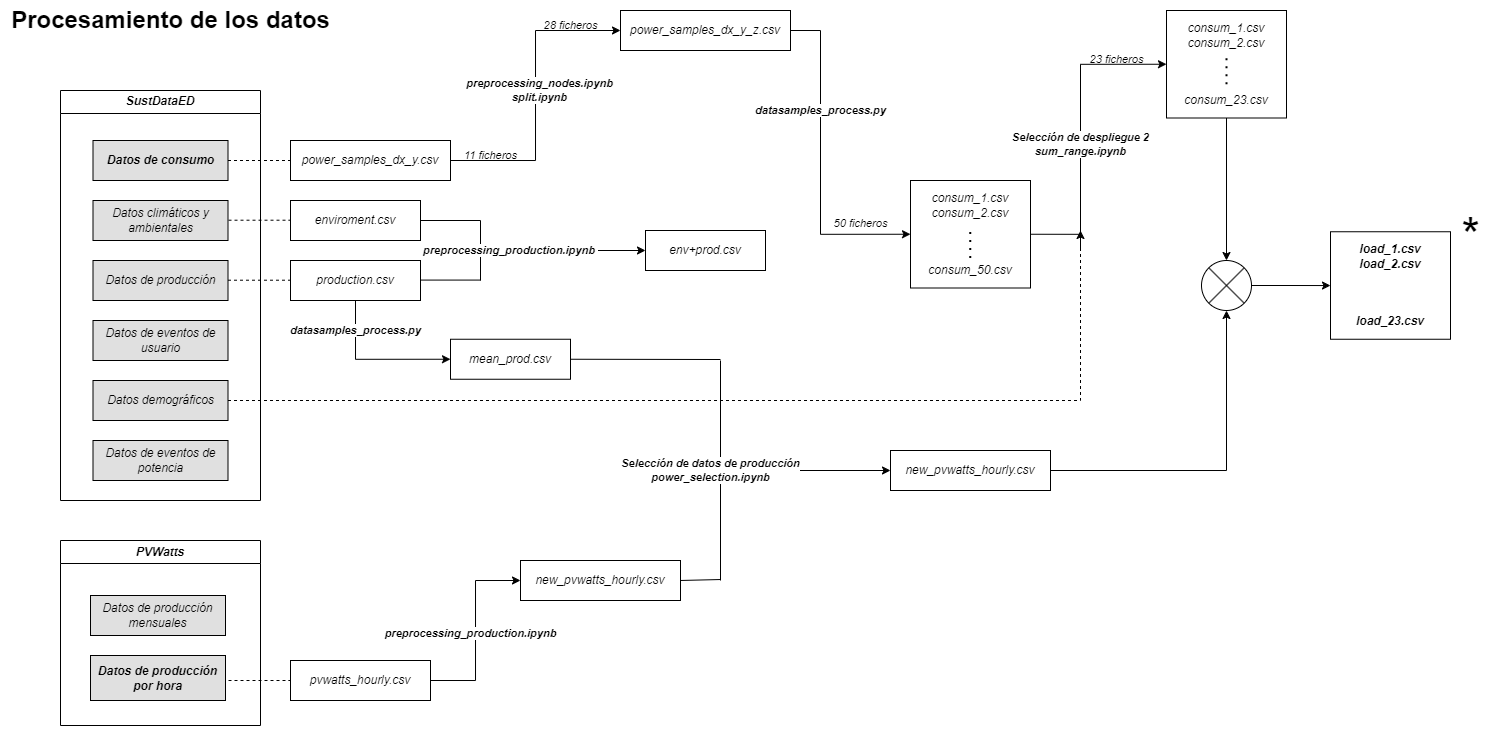 Procesamiento de los datos
28 ficheros
power_samples_dx_y_z.csv
consum_1.csv
consum_2.csv
consum_23.csv
23 ficheros
preprocessing_nodes.ipynb
split.ipynb
datasamples_process.py
Selección de despliegue 2
sum_range.ipynb
SustDataED
Datos de consumo
power_samples_dx_y.csv
11 ficheros
Datos climáticos y
ambientales
enviroment.csv
preprocessing_production.ipynb
env+prod.csv
50 ficheros
consum_1.csv
consum_2.csv
consum_50.csv
*
load_1.csv
load_2.csv
load_23.csv
Datos de producción
production.csv
datasamples_process.py
mean_prod.csv
Datos de eventos de
usuario
Datos demográficos
Datos de eventos de
potencia
Selección de datos de producción
power_selection.ipynb
new_pvwatts_hourly.csv
PVWatts
Datos de producción
mensuales
Datos de producción
por hora
pvwatts_hourly.csv
preprocessing_production.ipynb
new_pvwatts_hourly.csv